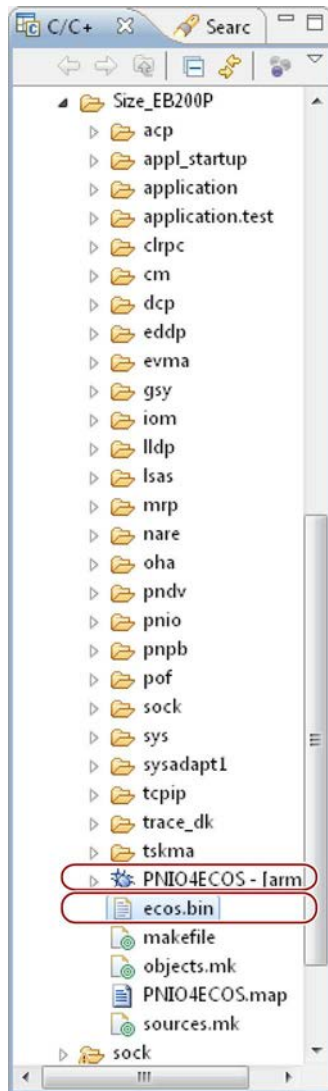 C/C+
Searc
Size_EB200P
acp
appl_startup
application
application.test
clrpc
cm
dcp
eddp
evma
gsy
iom
lldp
lsas
mrp
nare
oha
pndv
pnio
pnpb
pof
sock
sys
sysadapt1
tcpip
trace_dk
tskma
PNIO4ECOS - [arm
ecos.bin
makefile
objects.mk
PNIO4ECOS.map
sources.mk
sock